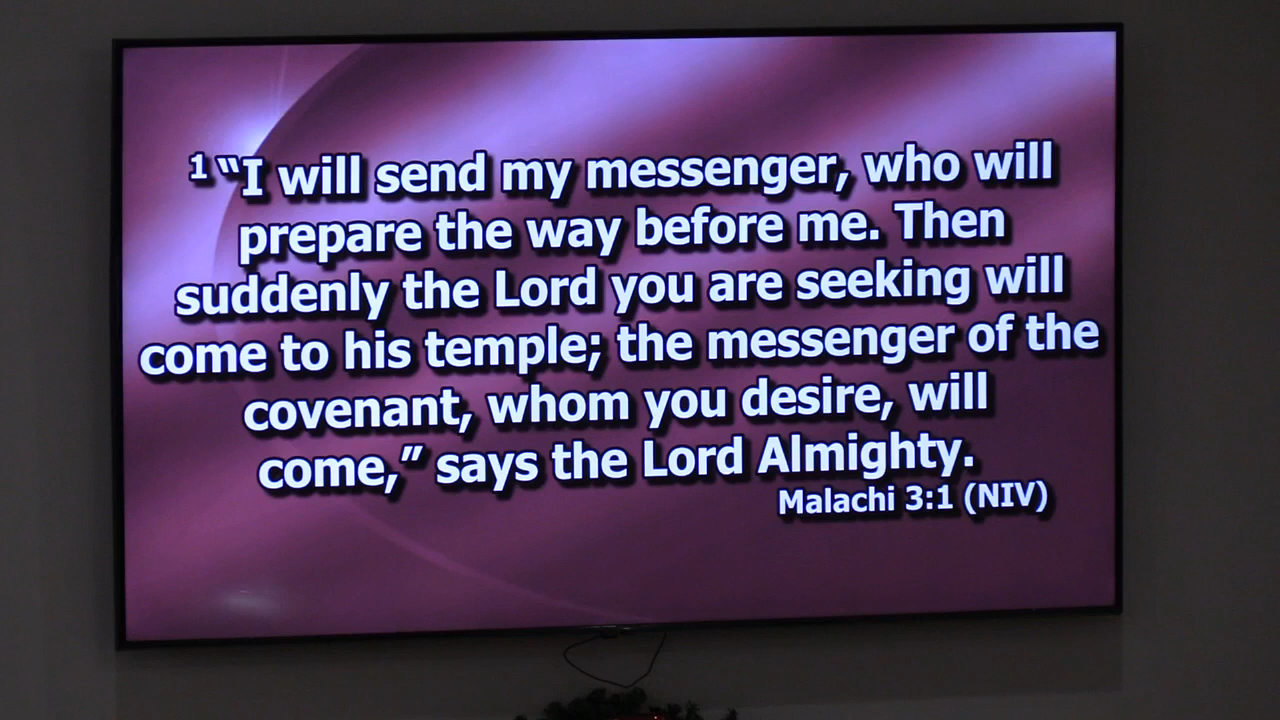 1 “I will send my messenger, who will
prepare the way before me. Then
suddenly the Lord you are seeking will
come to his temple; the messenger of the
covenant, whom you desire, will
come,” says the Lord Almighty.
Malachi 3:1 (NIV)